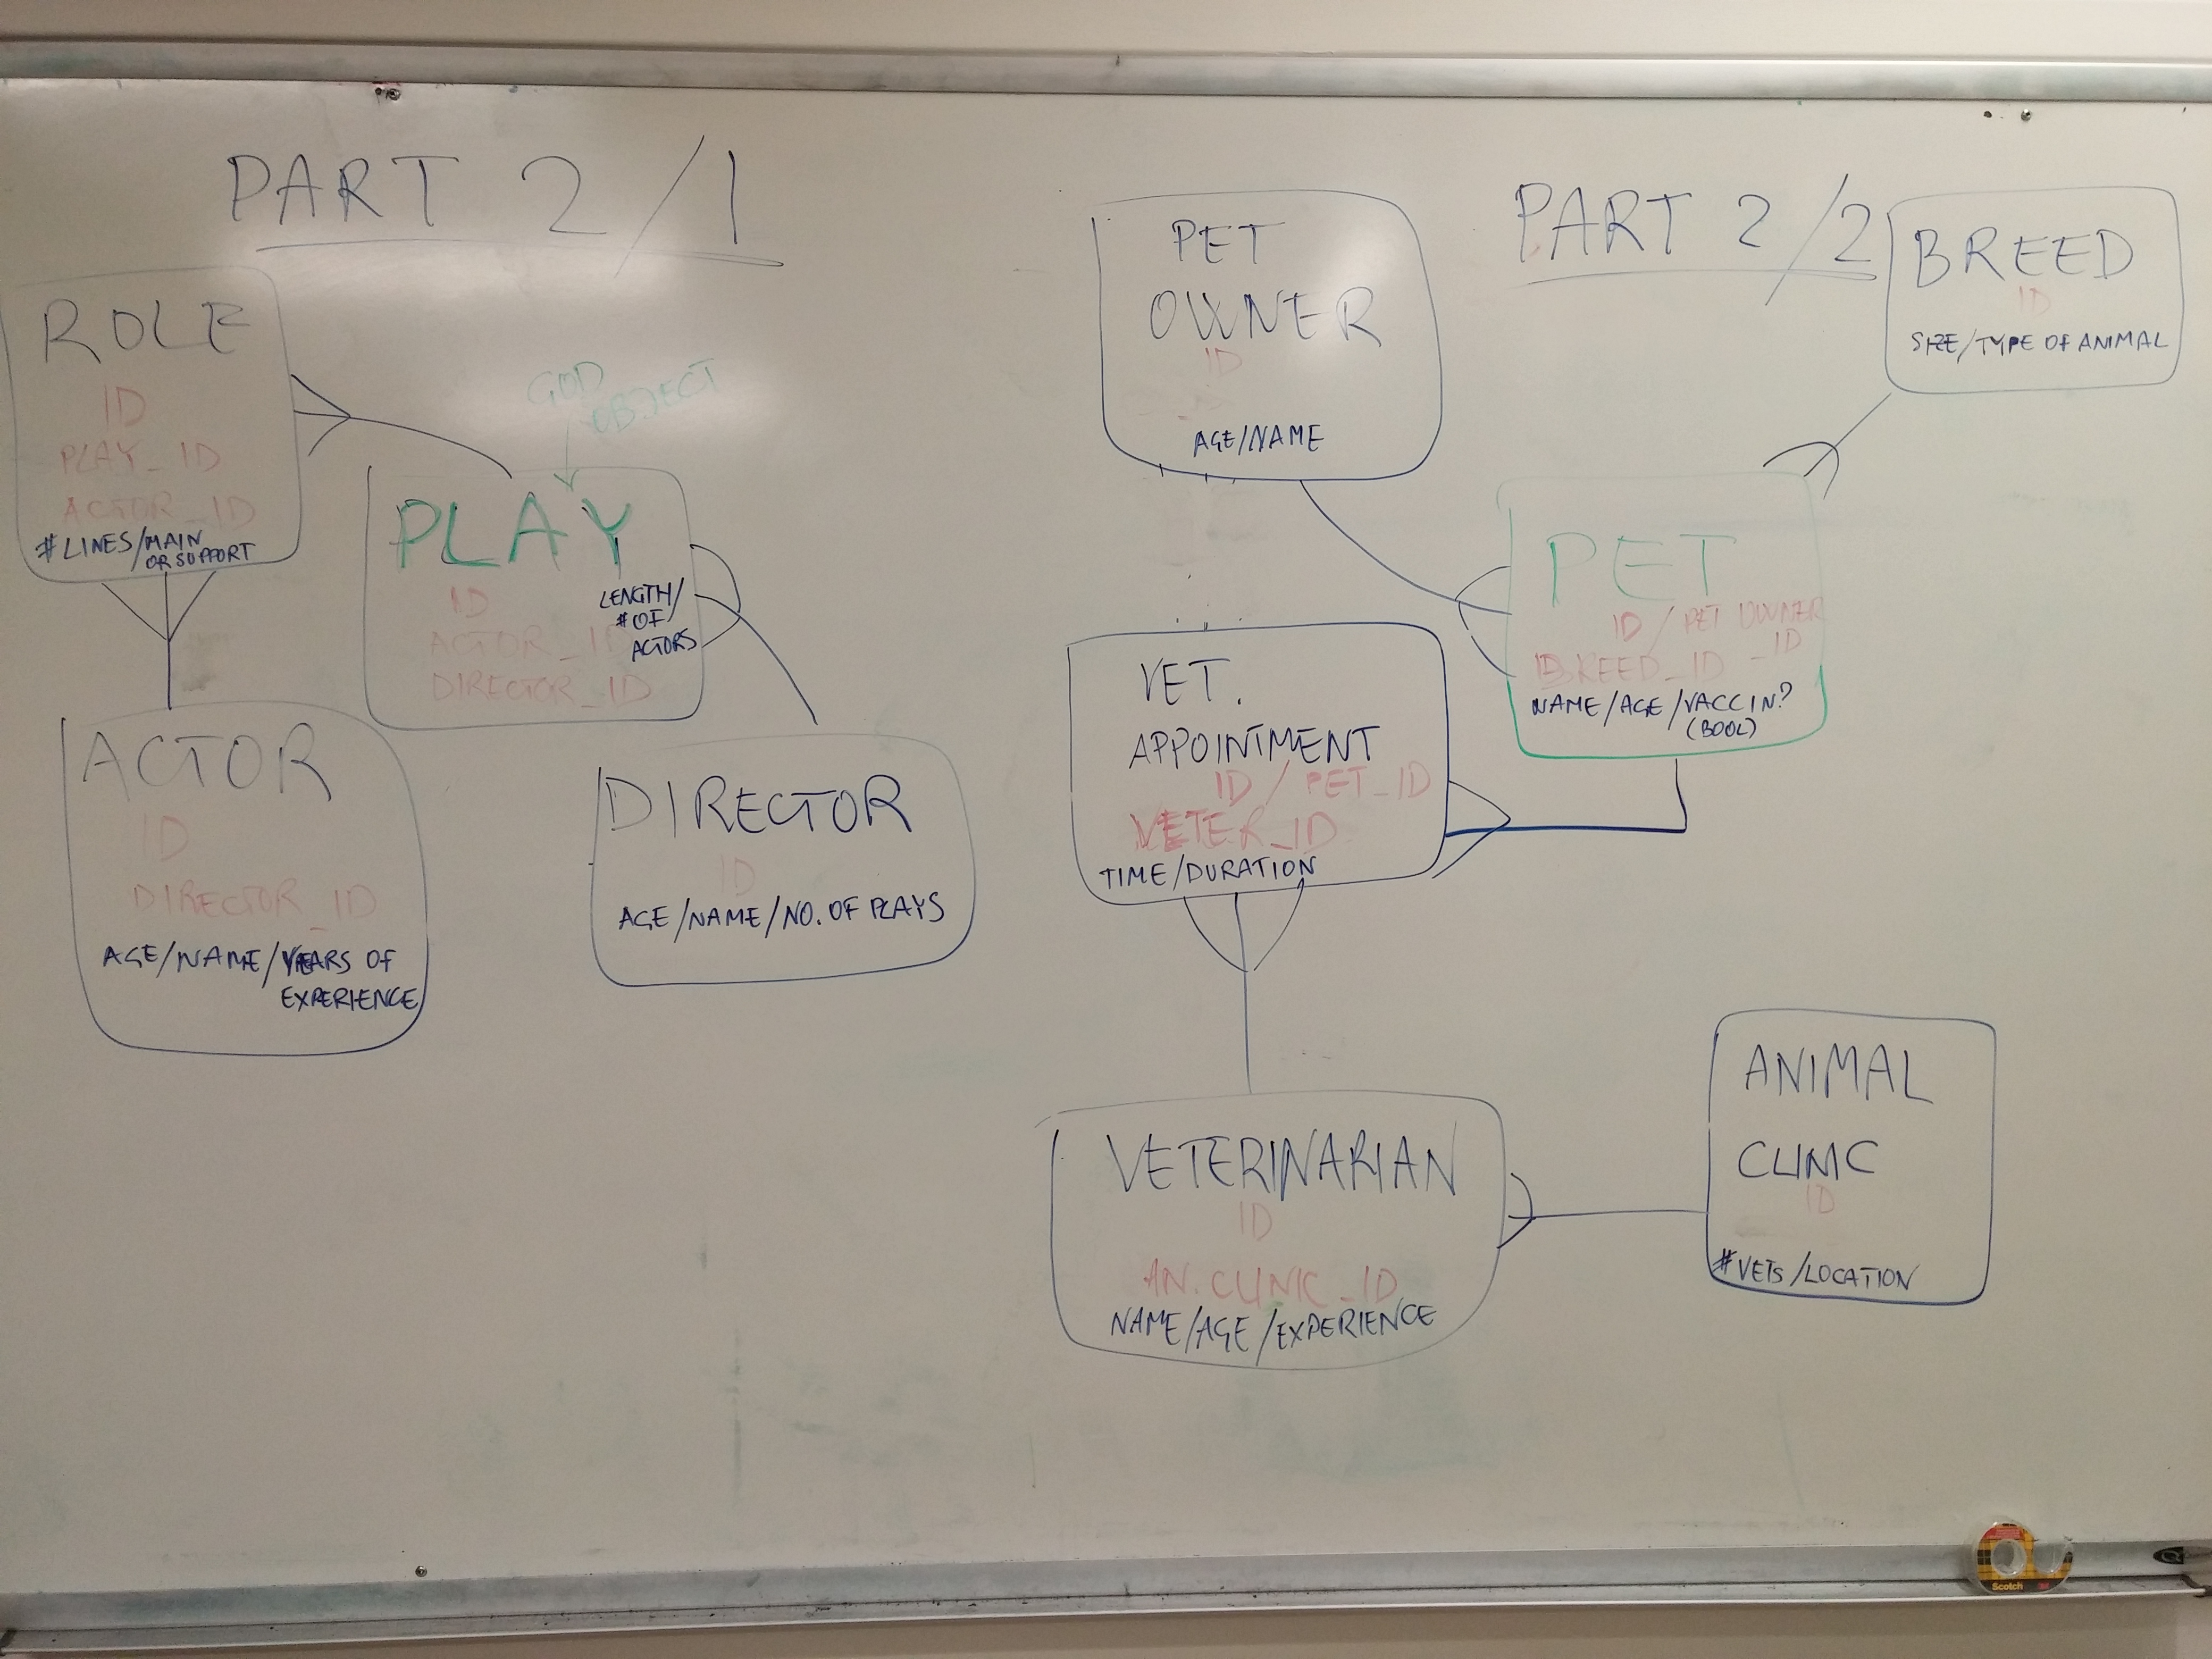 PART 2/1
ROLE
ID
PLAY_ID
ACTOR_ID
#LINES/MAIN
OR SUPPORT
GOD
OBJECT
PLAY
ID
ACTOR_ID
DIRECTOR_ID
LENGTH/
# OF
ACTORS
ACTOR
ID
DIRECTOR_ID
AGE/NAME/YEARS OF
EXPERIENCE
DIRECTOR
ID
AGE/NAME/NO. OF PLAYS
PART 2/2
PET
OWNER
ID
AGE/NAME
BREED
ID
SIZE/TYPE OF ANIMAL
PET
ID / PET OWNER
_ID
BREED_ID
NAME/AGE/VACCIN?
(BOOL)
VET.
APPOINTMENT
ID / PET_ID
VETER_ID
TIME/DURATION
VETERINARIAN
ID
AN. CLINIC_ID
NAME/AGE/EXPERIENCE
ANIMAL
CLINIC
ID
#VETS/LOCATION
Scotch